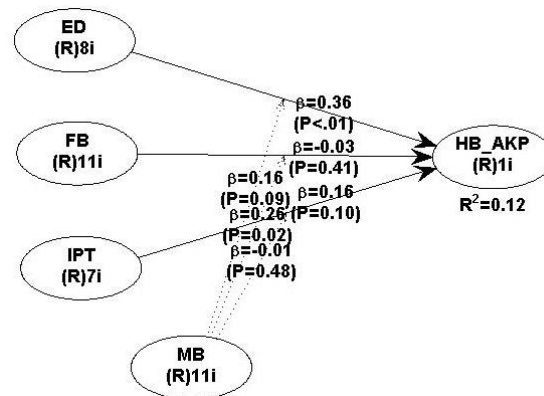 ED
(R)8i
β=0.36
(P<.01)
FB
(R)11i
β=-0.03
(P=0.41)
HB_AKP
(R)1i
R²=0.12
β=0.16
(P=0.09)
β=0.16
(P=0.10)
β=0.26
(P=0.02)
β=-0.01
(P=0.48)
IPT
(R)7i
MB
(R)11i